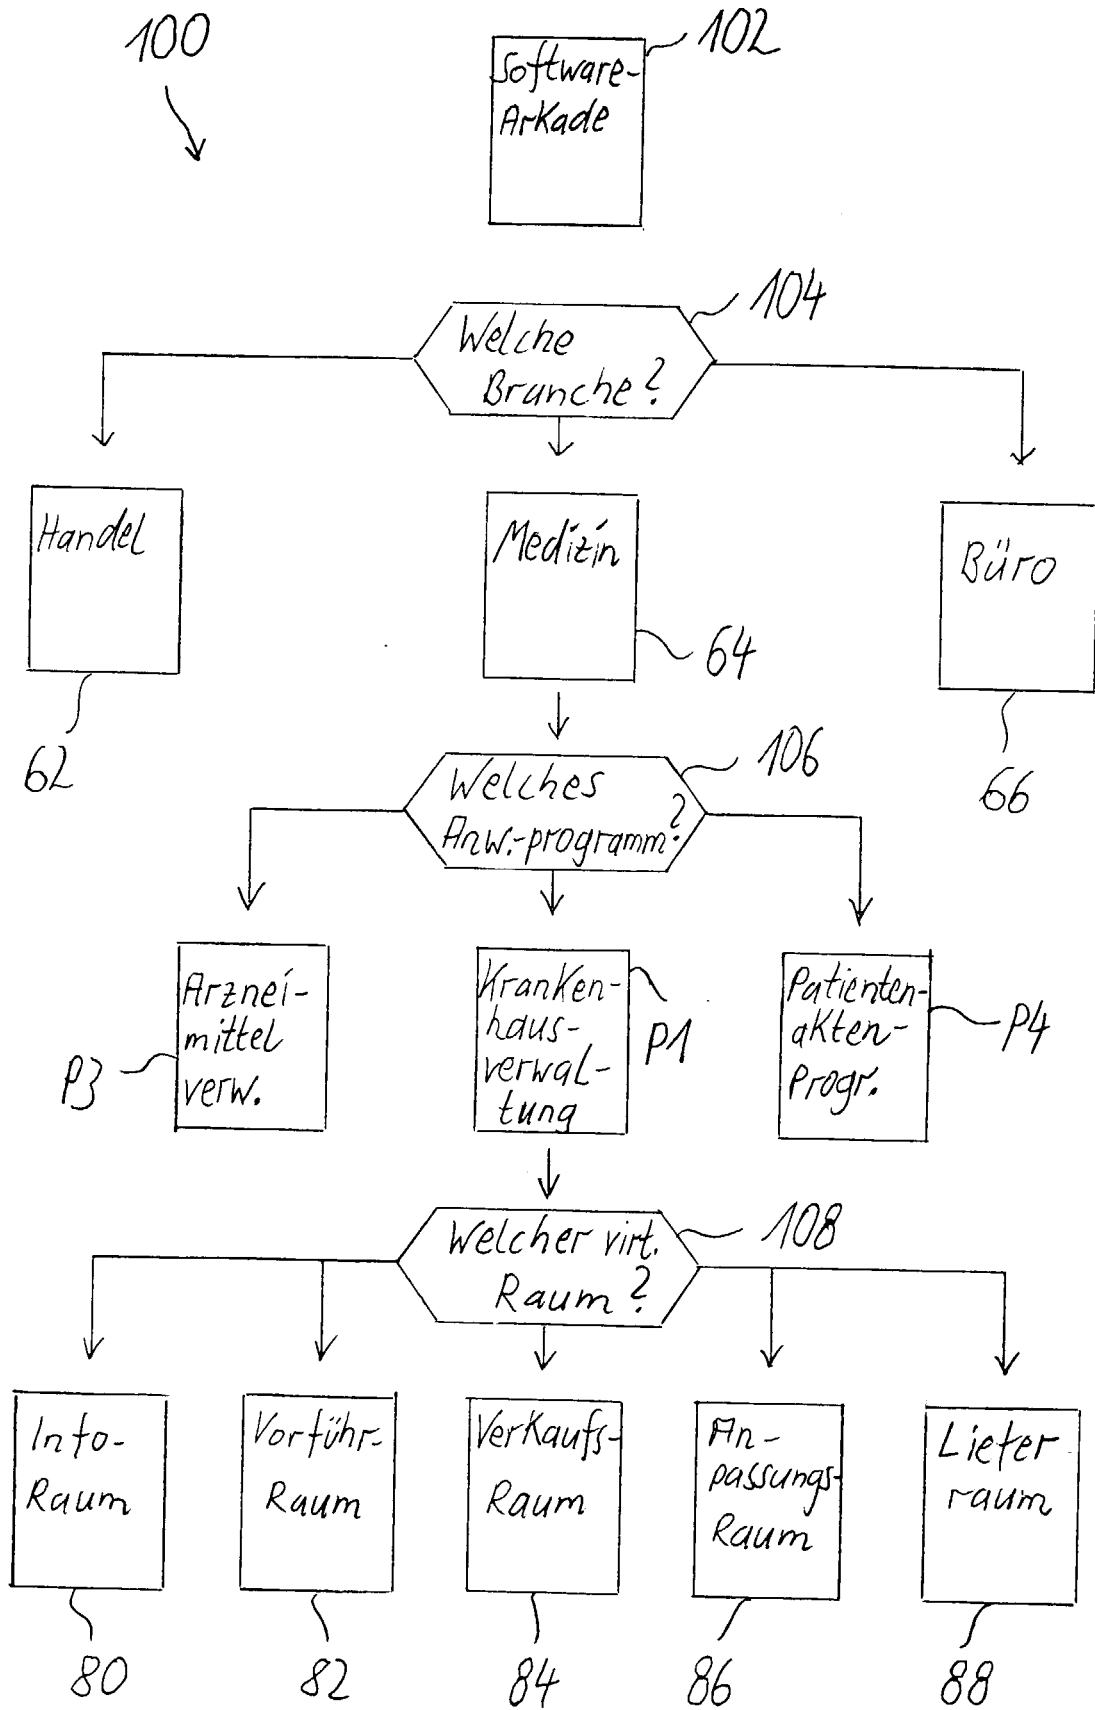 100
102
Software-
Arkade
104
Welche
Branche?
Handel
Medizin
Büro
64
62
66
106
Welches
Anw.-programm?
Arznei-
mittel
verw.
P3
Kranken-
haus-
verwal-
tung
P1
Patienten-
akten-
Progr.
P4
108
Welcher virt.
Raum?
Info-
Raum
Vorführ-
Raum
Verkaufs-
Raum
An-
passungs-
Raum
Liefer
raum
80
82
84
86
88